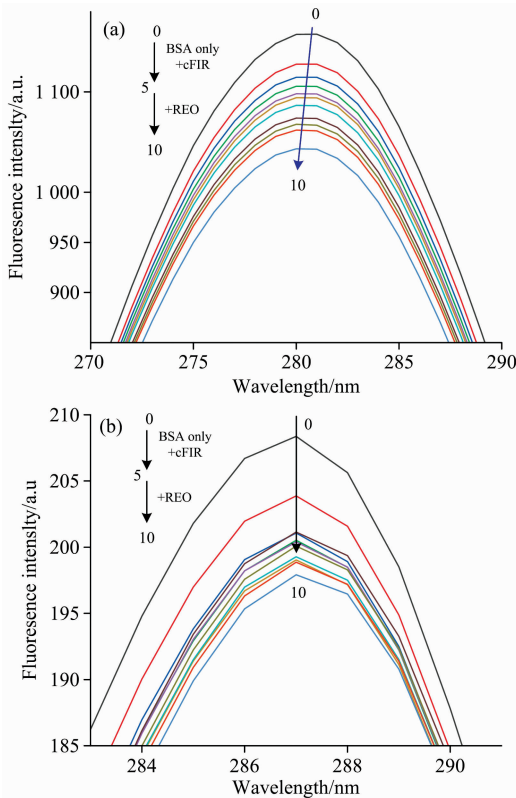 (a)
0
BSA only
+cFIR
5
+REO
10
0
10
1 100
1 000
950
900
270 275 280 285 290
Wavelength/nm
Fluoresence intenslty/a.u.
(b)
0
BSA only
+cFIR
5
+REO
10
0
10
210
205
200
195
190
185
284 286 288 290
Wavelength/nm
Fluoresence intenslty/a.u